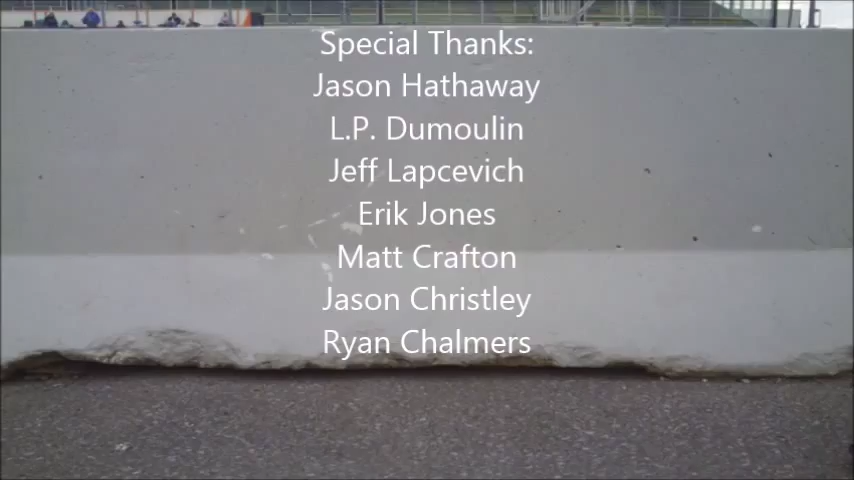 Special Thanks:
Jason Hathaway
L.P. Dumoulin
Jeff Lapcevich
Erik Jones
Matt Crafton
Jason Christley
Ryan Chalmers